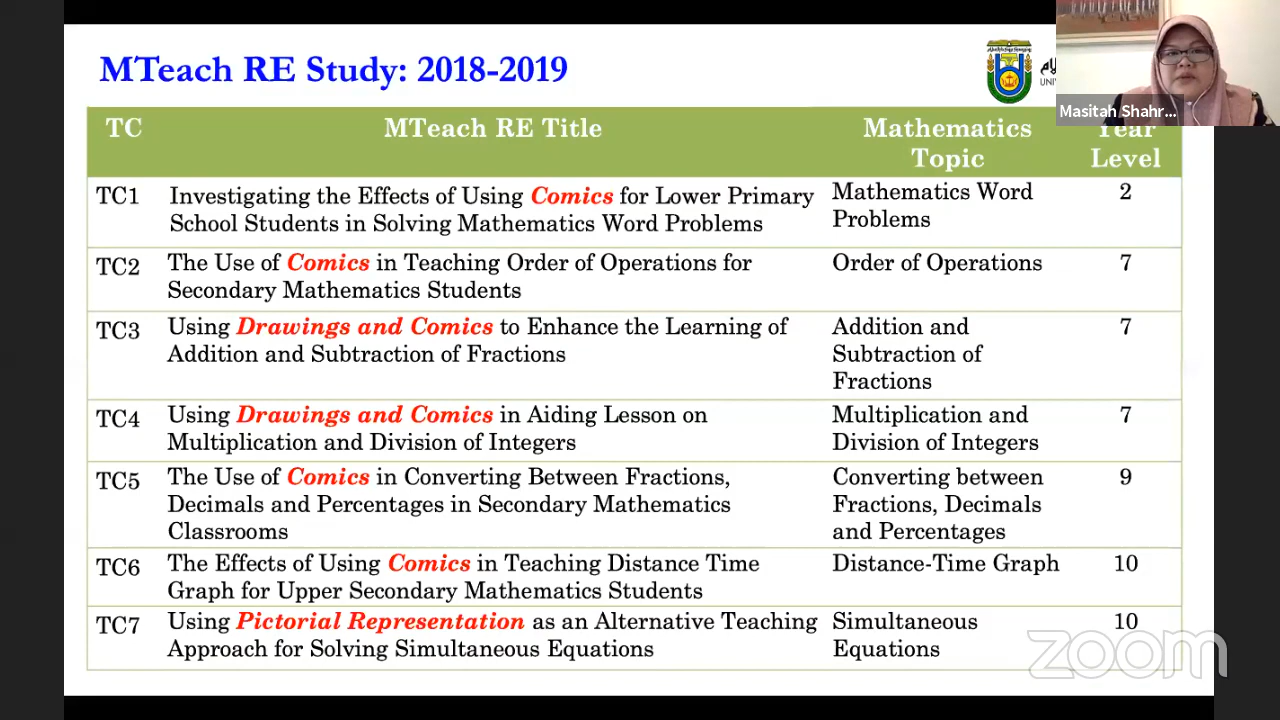 MTeach RE Study: 2018-2019
Masitah Shahr...
TC
MTeach RE Title
Mathematics
Topic
Year
Level
TC1
Investigating the Effects of Using Comics for Lower Primary
School Students in Solving Mathematics Word Problems
Mathematics Word
Problems
2
TC2
The Use of Comics in Teaching Order of Operations for
Secondary Mathematics Students
Order of Operations
7
TC3
Using Drawings and Comics to Enhance the Learning of
Addition and Subtraction of Fractions
Addition and
Subtraction of
Fractions
7
TC4
Using Drawings and Comics in Aiding Lesson on
Multiplication and Division of Integers
Multiplication and
Division of Integers
7
TC5
The Use of Comics in Converting Between Fractions,
Decimals and Percentages in Secondary Mathematics
Classrooms
Converting between
Fractions, Decimals
and Percentages
9
TC6
The Effects of Using Comics in Teaching Distance Time
Graph for Upper Secondary Mathematics Students
Distance-Time Graph
10
TC7
Using Pictorial Representation as an Alternative Teaching
Approach for Solving Simultaneous Equations
Simultaneous
Equations
10
zoom